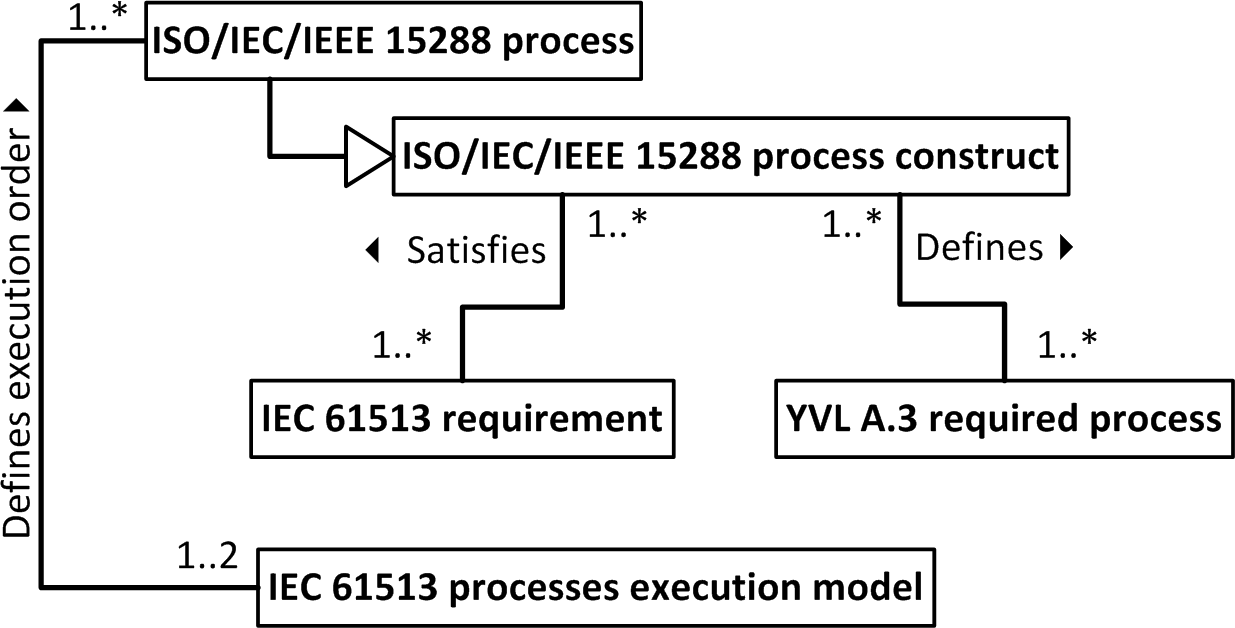 1..*
ISO/IEC/IEEE 15288 process
ISO/IEC/IEEE 15288 process construct
1..*
1..*
Satisfies
Defines
1..*
1..*
IEC 61513 requirement
YVL A.3 required process
Defines execution order
1..2
IEC 61513 processes execution model